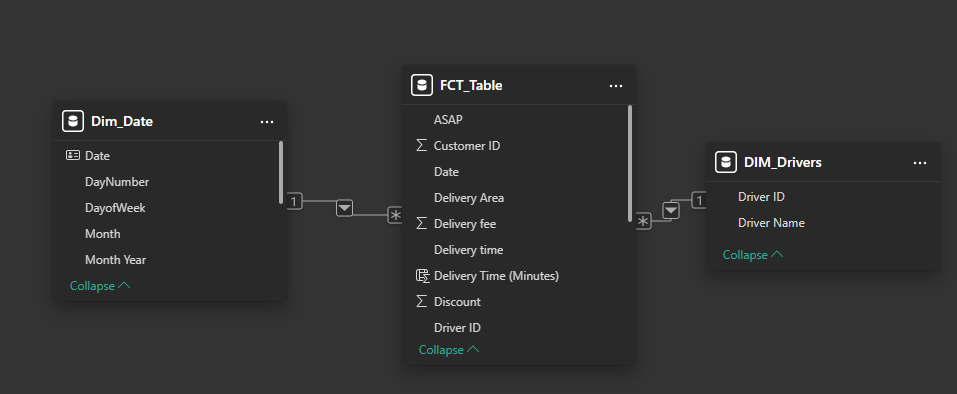 Dim_Date
...
Date
DayNumber
DayofWeek
Month
Month Year
Collapse
1
*
FCT_Table
...
ASAP
Σ Customer ID
Date
Delivery Area
Σ Delivery fee
Delivery time
Delivery Time (Minutes)
Σ Discount
Driver ID
Collapse
*
1
DIM_Drivers
...
Driver ID
Driver Name
Collapse